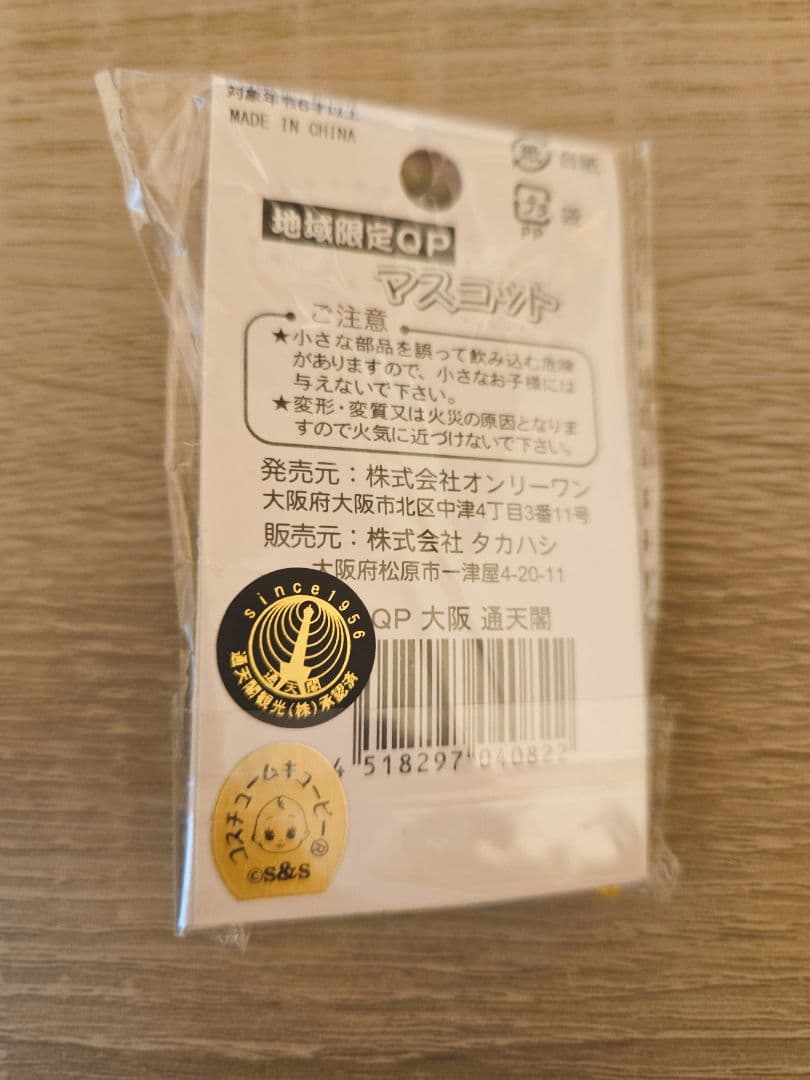 対象年令6才以上
MADE IN CHINA
台紙
PP
袋
地域限定QP
マスコット
ご注意
★小さな部品を誤って飲み込む危険
がありますので、小さなお子様には
与えないで下さい。
★変形・変質又は火災の原因となりま
すので火気に近づけないで下さい。
発売元：株式会社オンリーワン
大阪府大阪市北区中津4丁目3番11号
販売元：株式会社 タカハシ
大阪府松原市一津屋4-20-11
QP 大阪 通天閣
since1956
通天閣
通天閣観光(株)承認済
4 518297 040822
コスチュームキューピー®
©S&S